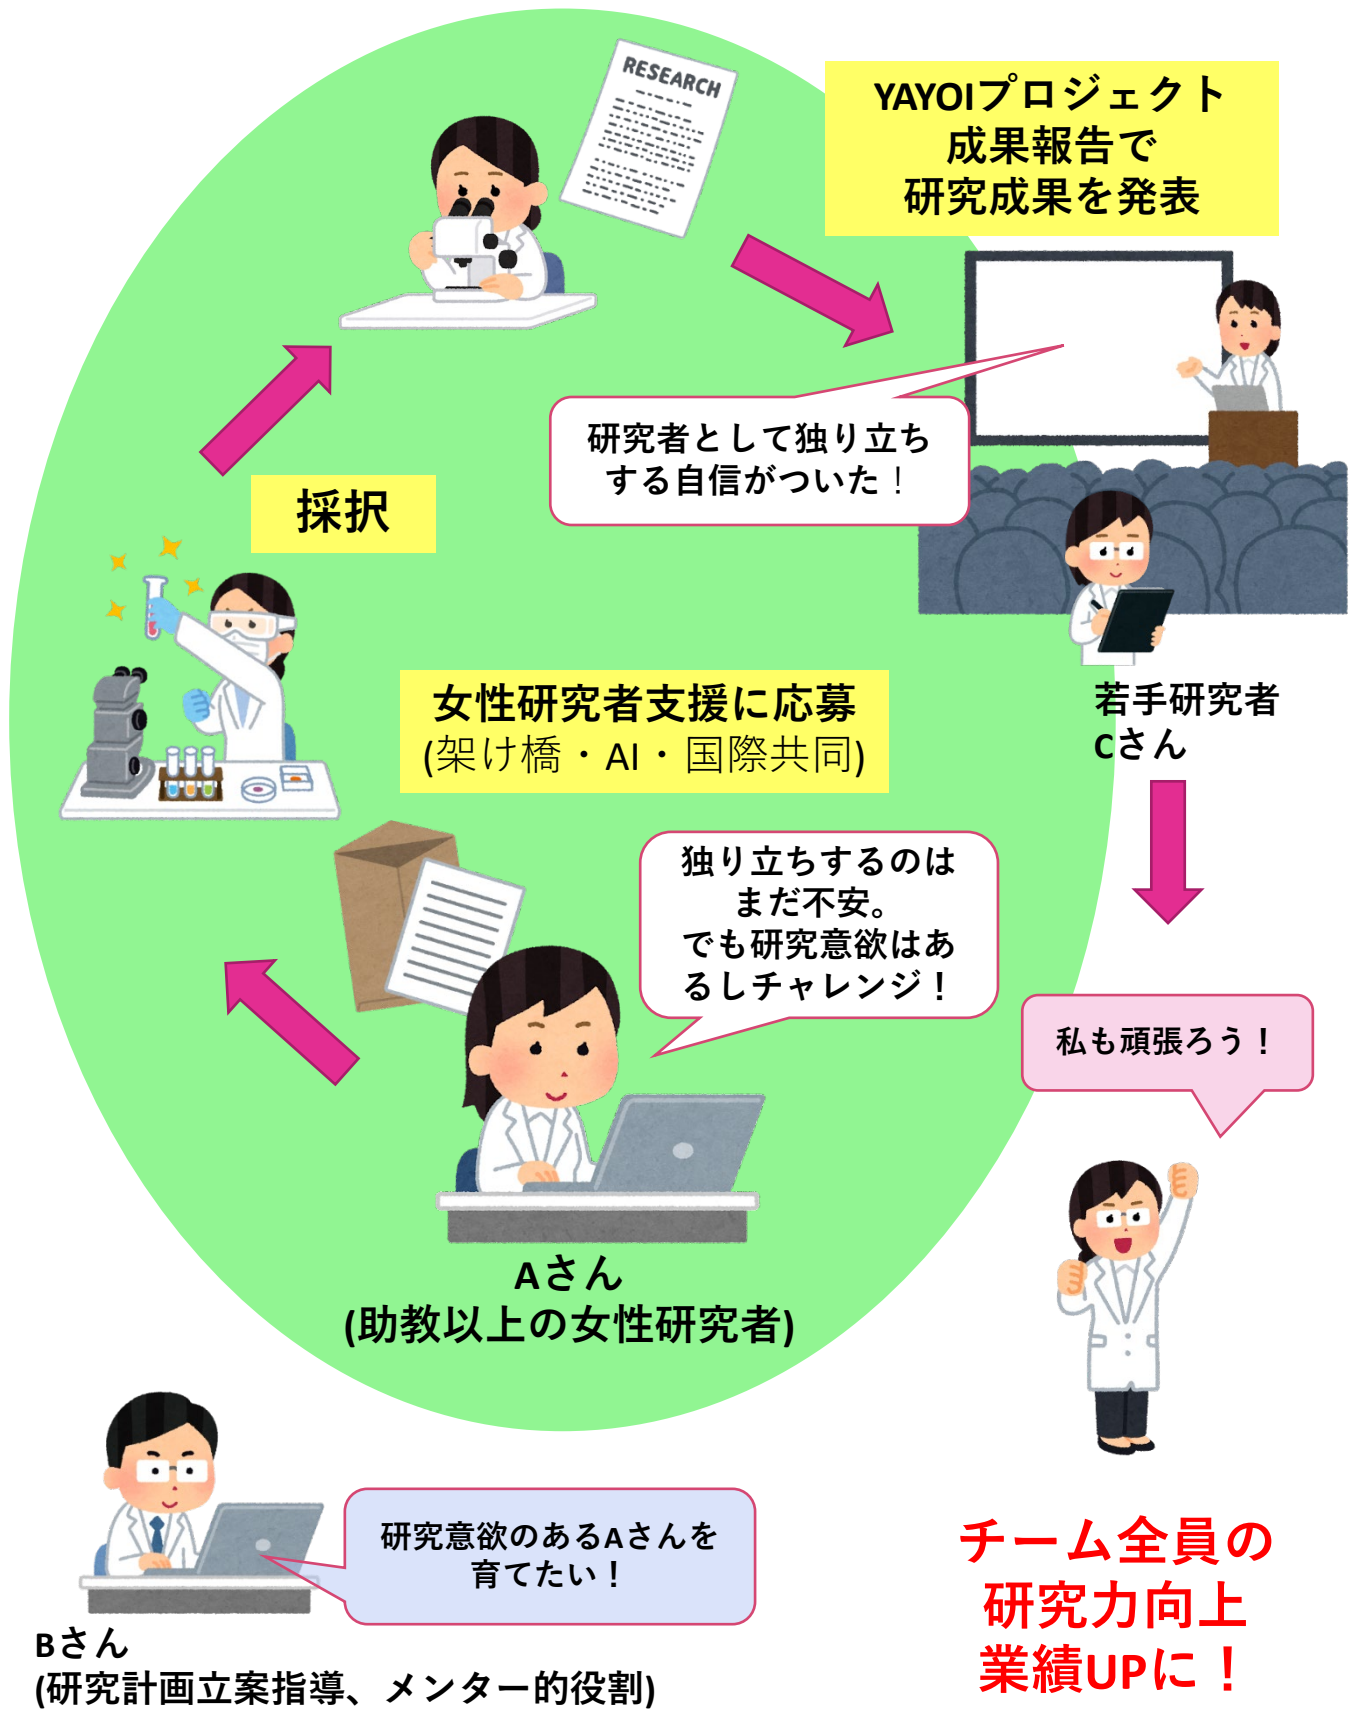 RESEARCH
YAYOIプロジェクト
成果報告で
研究成果を発表
研究者として独り立ち
する自信がついた！
採択
女性研究者支援に応募
(架け橋・AI・国際共同)
若手研究者
Cさん
独り立ちするのは
まだ不安。
でも研究意欲はあ
るしチャレンジ！
私も頑張ろう！
Aさん
(助教以上の女性研究者)
研究意欲のあるAさんを
育てたい！
Bさん
(研究計画立案指導、メンター的役割)
チーム全員の
研究力向上
業績UPに！